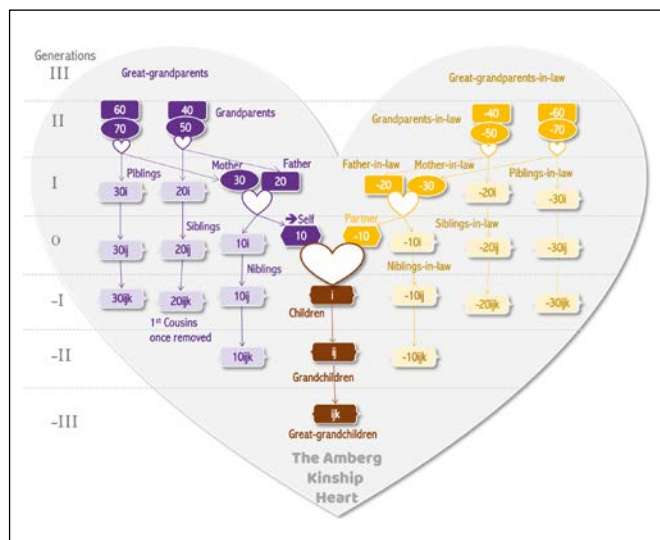 Generations
III
Great-grandparents
Great-grandparents-in-law
II
60
70
40
50
Grandparents
Grandparents-in-law
-40
-50
-60
-70
I
Piblings
Mother
Father
Father-in-law
Mother-in-law
Piblings-in-law
30i
20i
30
20
-20
-30
-20i
-30i
0
Siblings
➔Self
Partner
Siblings-in-law
30ij
20ij
10i
10
-10
-10i
-20ij
-30ij
Niblings
Niblings-in-law
-I
30ijk
20ijk
10ij
i
-10ij
-20ijk
-30ijk
1st Cousins
once removed
Children
-II
10ijk
ij
-10ijk
Grandchildren
-III
ijk
Great-grandchildren
The Amberg
Kinship
Heart